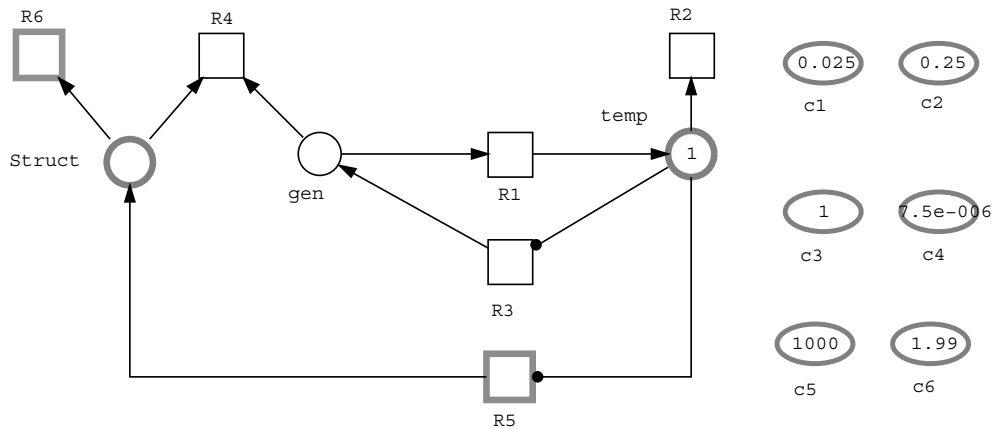 R6
R4
R2
0.025
0.25
c1
c2
temp
Struct
1
gen
R1
1
7.5e-006
c3
c4
R3
1000
1.99
c5
c6
R5